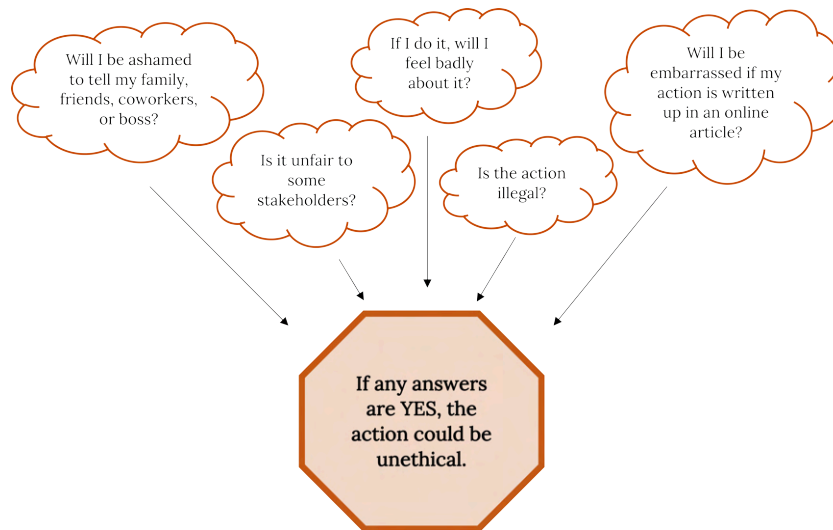 Will I be ashamed
to tell my family,
friends, coworkers,
or boss?
If I do it, will I
feel badly
about it?
Will I be
embarrassed if my
action is written
up in an online
article?
Is it unfair to
some
stakeholders?
Is the action
illegal?
If any answers
are YES, the
action could be
unethical.